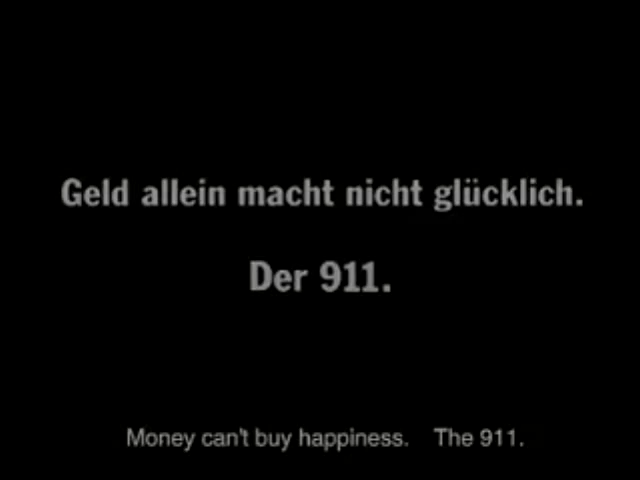 Geld allein macht nicht glücklich.
Der 911.
Money can't buy happiness. The 911.